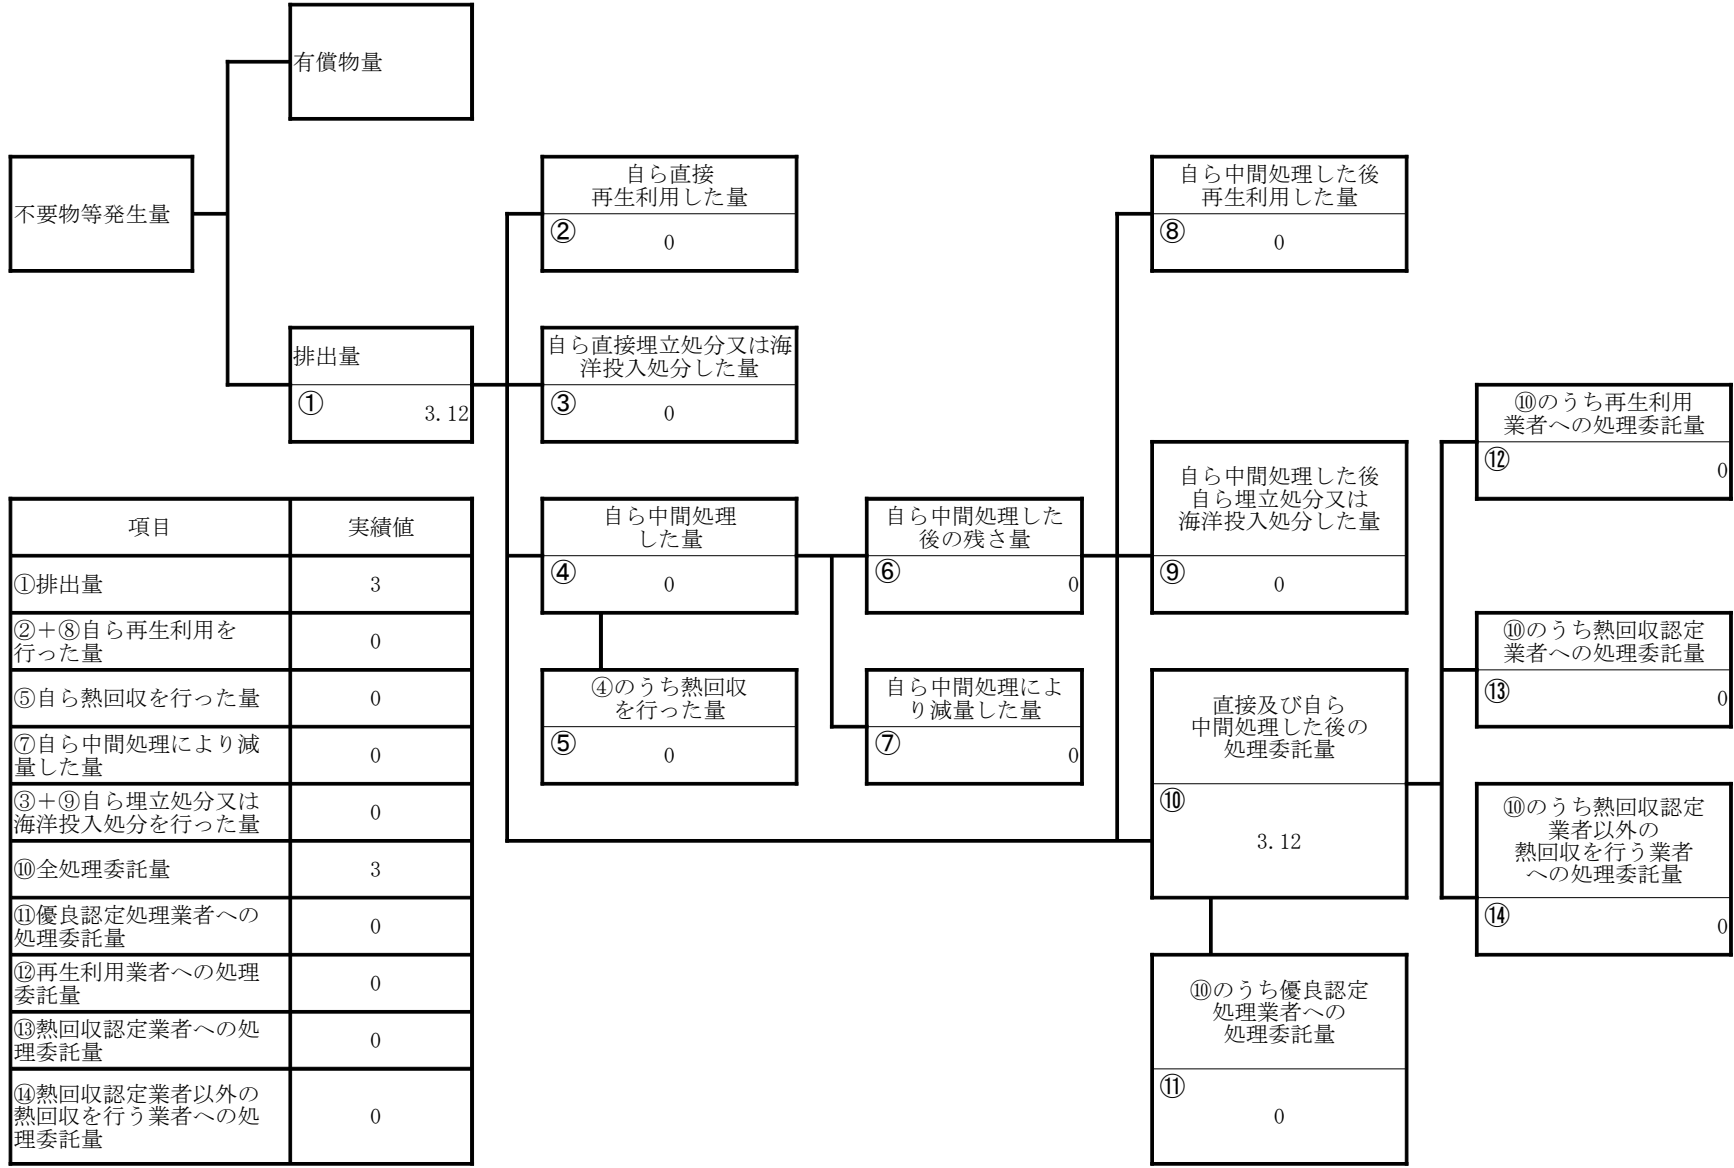 有償物量
不要物等発生量
自ら直接
再生利用した量
②
0
自ら中間処理した後
再生利用した量
⑧
0
排出量
①
3.12
自ら直接埋立処分又は海
洋投入処分した量
③
0
⑩のうち再生利用
業者への処理委託量
⑫
0
自ら中間処理した後
自ら埋立処分又は
海洋投入処分した量
⑨
0
自ら中間処理
した量
④
0
自ら中間処理した
後の残さ量
⑥
0
⑩のうち熱回収認定
業者への処理委託量
⑬
0
④のうち熱回収
を行った量
⑤
0
自ら中間処理によ
り減量した量
⑦
0
直接及び自ら
中間処理した後の
処理委託量
⑩
3.12
⑩のうち熱回収認定
業者以外の
熱回収を行う業者
への処理委託量
⑭
0
⑩のうち優良認定
処理業者への
処理委託量
⑪
0
項目 実績値
①排出量 3
②＋⑧自ら再生利用を
行った量 0
⑤自ら熱回収を行った量 0
⑦自ら中間処理により減
量した量 0
③＋⑨自ら埋立処分又は
海洋投入処分を行った量 0
⑩全処理委託量 3
⑪優良認定処理業者への
処理委託量 0
⑫再生利用業者への処理
委託量 0
⑬熱回収認定業者への処
理委託量 0
⑭熱回収認定業者以外の
熱回収を行う業者への処
理委託量 0